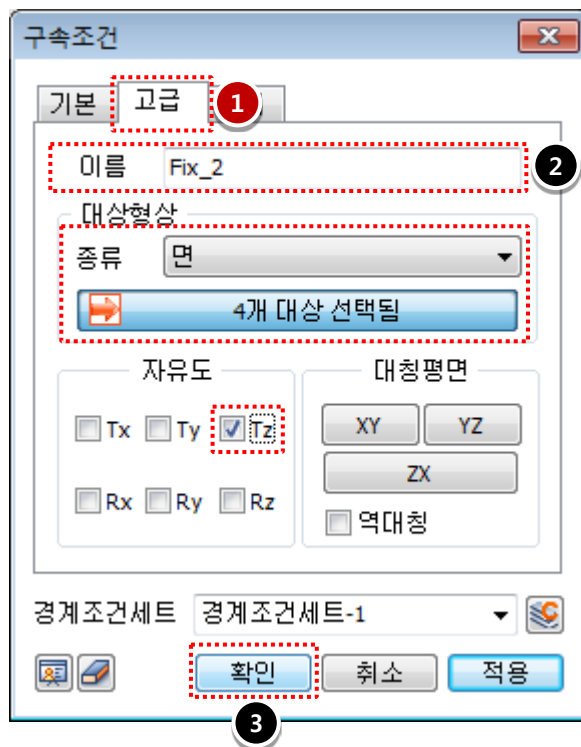 구속조건
기본 고급 1
이름 Fix_2 2
대상형상
종류 면
4개 대상 선택됨
자유도 대칭평면
Tx Ty Tz XY YZ
ZX
Rx Ry Rz
역대칭
경계조건세트 경계조건세트-1
확인 취소 적용
3